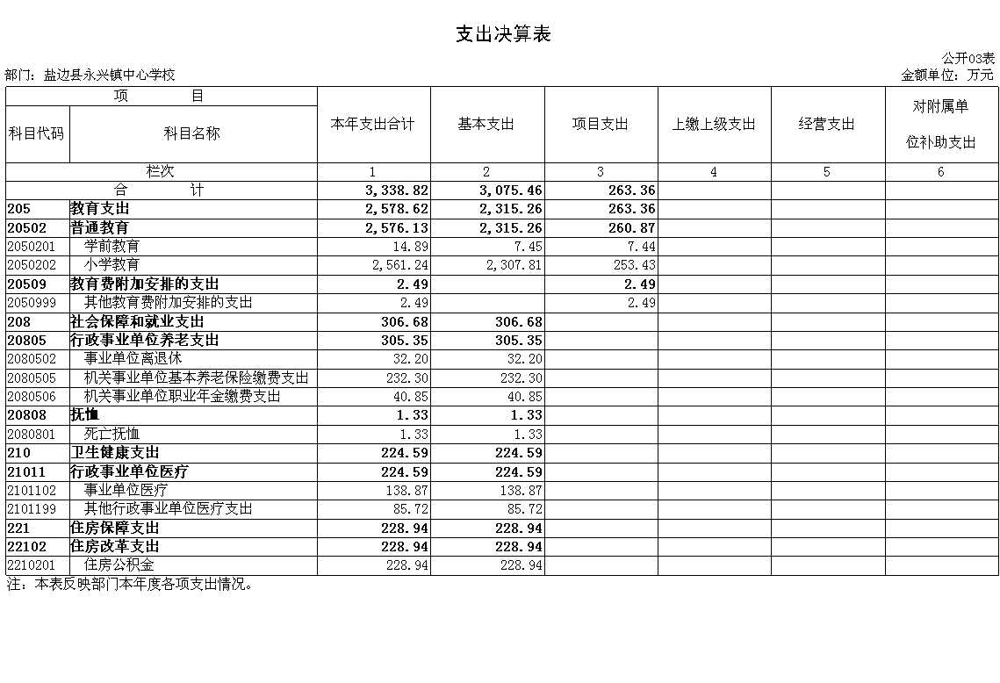 支出决算表
公开03表
部门：盐边县永兴镇中心学校 金额单位：万元
项 目 本年支出合计 基本支出 项目支出 上缴上级支出 经营支出 对附属单位补助支出
科目代码 科目名称
栏次 1 2 3 4 5 6
合 计 3,338.82 3,075.46 263.36
205 教育支出 2,578.62 2,315.26 263.36
20502 普通教育 2,576.13 2,315.26 260.87
2050201 学前教育 14.89 7.45 7.44
2050202 小学教育 2,561.24 2,307.81 253.43
20509 教育费附加安排的支出 2.49 2.49
2050999 其他教育费附加安排的支出 2.49 2.49
208 社会保障和就业支出 306.68 306.68
20805 行政事业单位养老支出 305.35 305.35
2080502 事业单位离退休 32.20 32.20
2080505 机关事业单位基本养老保险缴费支出 232.30 232.30
2080506 机关事业单位职业年金缴费支出 40.85 40.85
20808 抚恤 1.33 1.33
2080801 死亡抚恤 1.33 1.33
210 卫生健康支出 224.59 224.59
21011 行政事业单位医疗 224.59 224.59
2101102 事业单位医疗 138.87 138.87
2101199 其他行政事业单位医疗支出 85.72 85.72
221 住房保障支出 228.94 228.94
22102 住房改革支出 228.94 228.94
2210201 住房公积金 228.94 228.94
注：本表反映部门本年度各项支出情况。